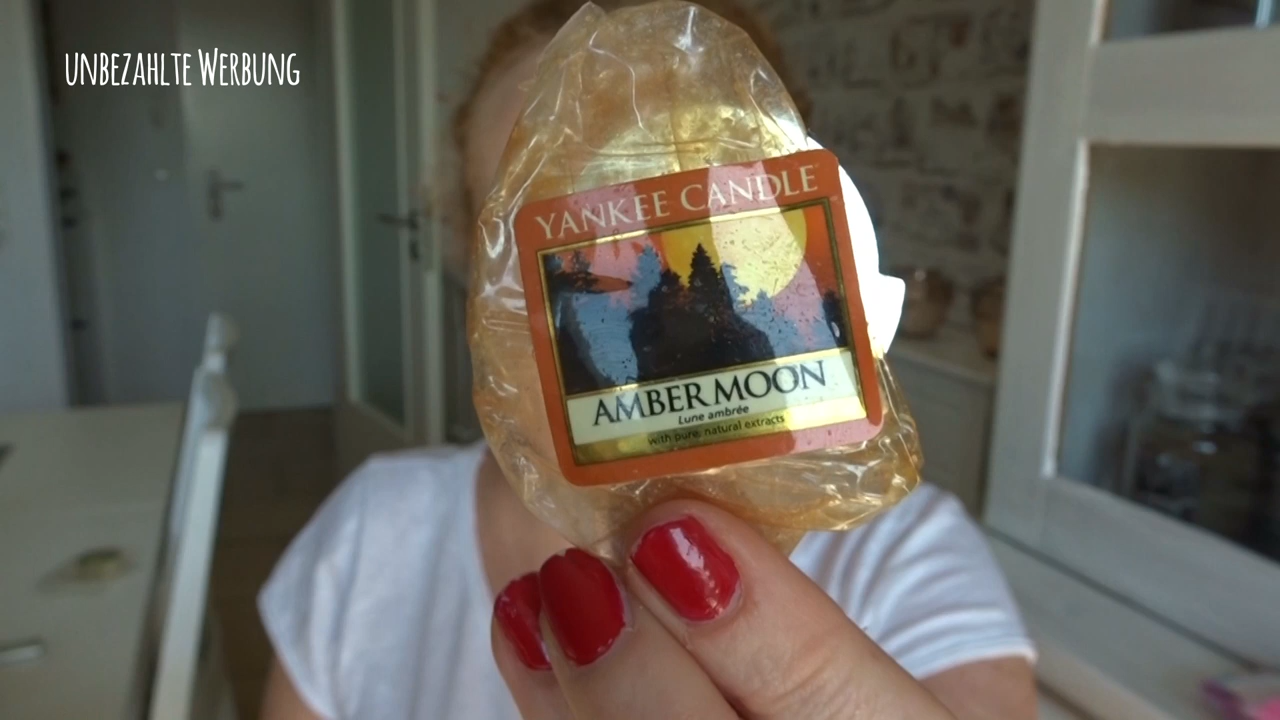 UNBEZAHLTE WERBUNG
YANKEE CANDLE
AMBER MOON
Lune ambrée
with pure, natural extracts